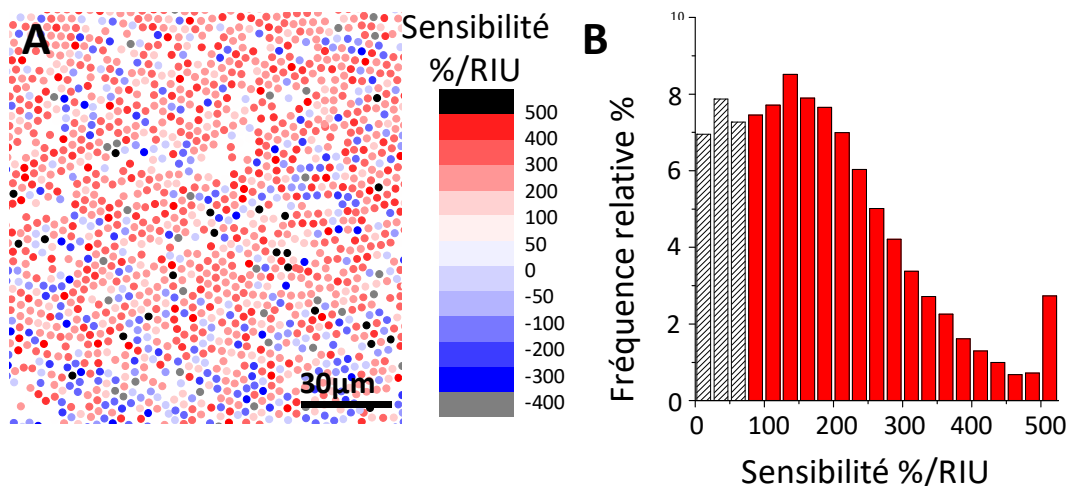 A
30µm
Sensibilité
%/RIU
500
400
300
200
100
50
0
-50
-100
-200
-300
-400
B
Fréquence relative %
10
8
6
4
2
0
0 100 200 300 400 500
Sensibilité %/RIU